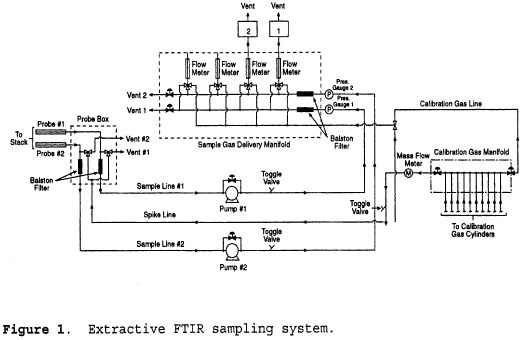 Vent Vent
2 1
Flow Meter Flow Meter Flow Meter Flow Meter
Pres. Gauge 2
Vent 2
P
Pres. Gauge 1
Vent 1
P
Calibration Gas Line
Probe #1
Probe Box
To Stack
Vent #2
Sample Gas Delivery Manifold
Balston Filter
Probe #2
Vent #1
Mass Flow Meter
Calibration Gas Manifold
M
Balston Filter
Sample Line #1
Toggle Valve
Pump #1
Spike Line
Toggle Valve
To Calibration Gas Cylinders
Sample Line #2
Toggle Valve
Pump #2
Figure 1. Extractive FTIR sampling system.